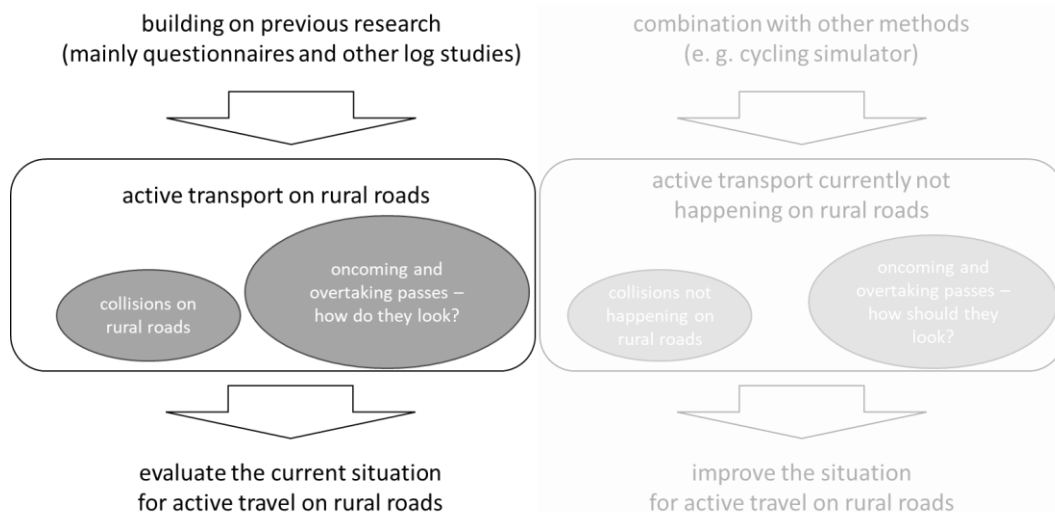 building on previous research
(mainly questionnaires and other log studies)
active transport on rural roads
collisions on
rural roads
oncoming and
overtaking passes –
how do they look?
evaluate the current situation
for active travel on rural roads
combination with other methods
(e. g. cycling simulator)
active transport currently not
happening on rural roads
collisions not
happening on
rural roads
oncoming and
overtaking passes –
how should they
look?
improve the situation
for active travel on rural roads